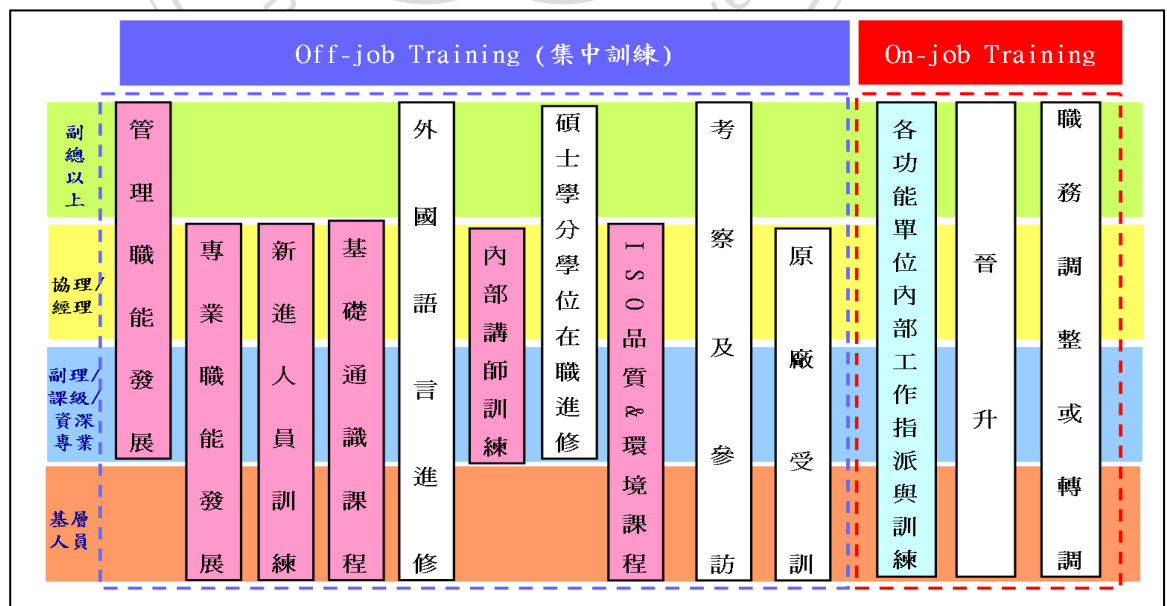 Off-job Training (集中訓練)
On-job Training
副
總
以
上
協理/
經理
副理/
課級/
資深
專業
基層
人員
管理職能發展
專業職能發展
新進人員訓練
基礎通識課程
外國語言進修
內部講師訓練
碩士學分學位在職進修
ISO品質&環境課程
考察及參訪
原廠受訓
各功能單位內部工作指派與訓練
晉升
職務調整或轉調